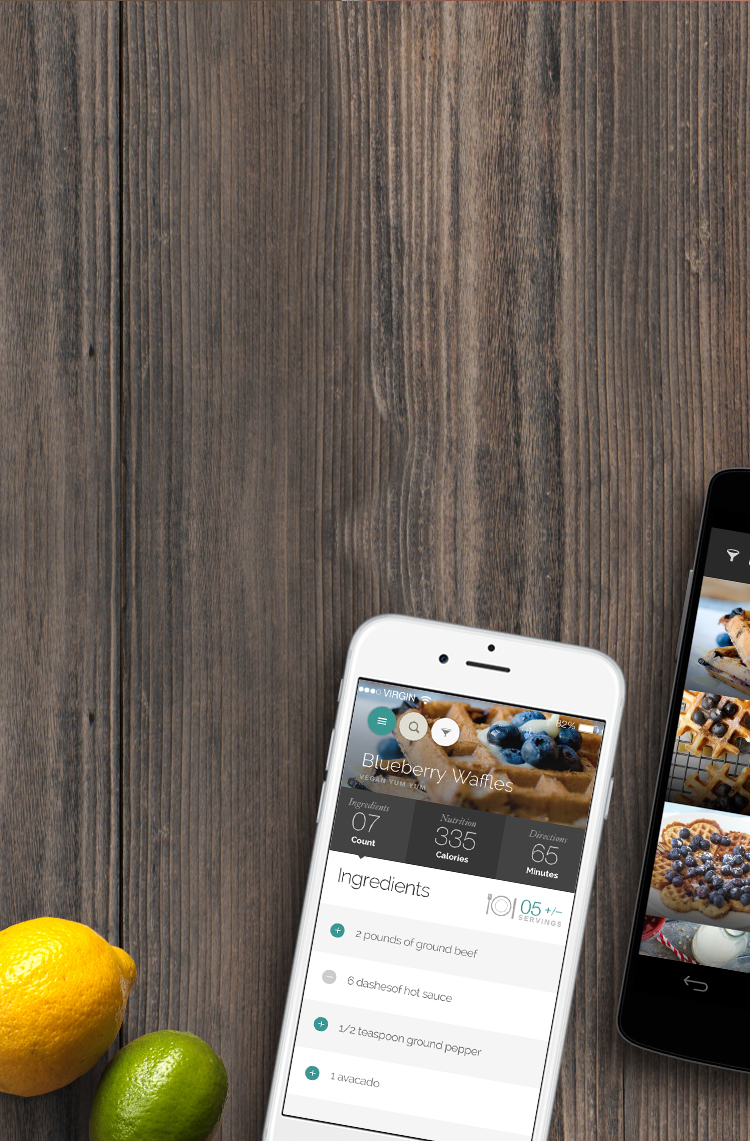 VIRGIN
82%
Blueberry Waffles
VEGAN YUM YUM
Ingredients
07
Count
Nutrition
335
Calories
Directions
65
Minutes
Ingredients
05 +/−
SERVINGS
2 pounds of ground beef
6 dashesof hot sauce
1/2 teaspoon ground pepper
1 avacado